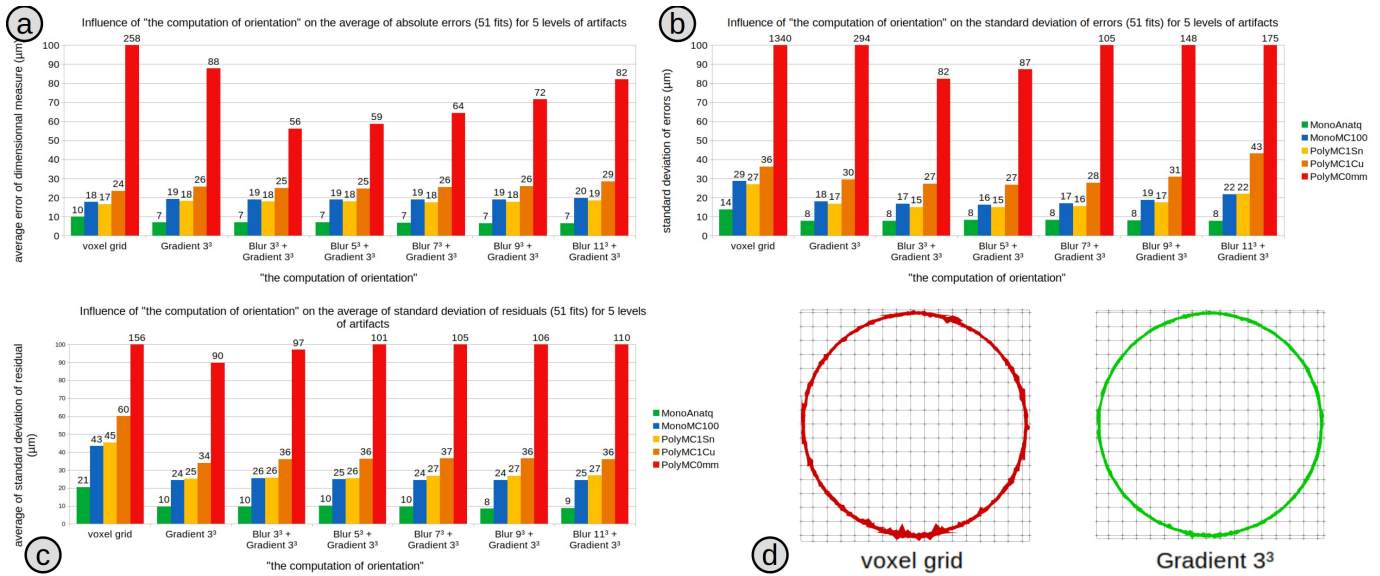 a
Influence of "the computation of orientation" on the average of absolute errors (51 fits) for 5 levels of artifacts
average error of dimensionnal measure (µm)
100
90
80
70
60
50
40
30
20
10
0
10 18 17 24 258
7 19 18 26 88
7 19 18 25 56
7 19 18 25 59
7 19 18 26 64
7 19 18 26 72
7 20 19 29 82
voxel grid
Gradient 3³
Blur 3³ +
Gradient 3³
Blur 5³ +
Gradient 3³
Blur 7³ +
Gradient 3³
Blur 9³ +
Gradient 3³
Blur 11³ +
Gradient 3³
"the computation of orientation"
b
Influence of "the computation of orientation" on the standard deviation of errors (51 fits) for 5 levels of artifacts
standard deviation of errors (µm)
100
90
80
70
60
50
40
30
20
10
0
14 29 27 36 1340
8 18 17 30 294
8 17 15 27 82
8 16 15 27 87
8 17 16 28 105
8 19 17 31 148
8 22 22 43 175
voxel grid
Gradient 3³
Blur 3³ +
Gradient 3³
Blur 5³ +
Gradient 3³
Blur 7³ +
Gradient 3³
Blur 9³ +
Gradient 3³
Blur 11³ +
Gradient 3³
"the computation of orientation"
MonoAnatq
MonoMC100
PolyMC1Sn
PolyMC1Cu
PolyMC0mm
c
Influence of "the computation of orientation" on the average of standard deviation of residuals (51 fits) for 5 levels
of artifacts
average of standard deviation of residual
(µm)
100
90
80
70
60
50
40
30
20
10
0
21 43 45 60 156
10 24 25 34 90
10 26 26 36 97
10 25 26 36 101
10 24 27 37 105
8 24 27 36 106
9 25 27 36 110
voxel grid
Gradient 3³
Blur 3³ +
Gradient 3³
Blur 5³ +
Gradient 3³
Blur 7³ +
Gradient 3³
Blur 9³ +
Gradient 3³
Blur 11³ +
Gradient 3³
"the computation of orientation"
MonoAnatq
MonoMC100
PolyMC1Sn
PolyMC1Cu
PolyMC0mm
d
voxel grid
Gradient 3³